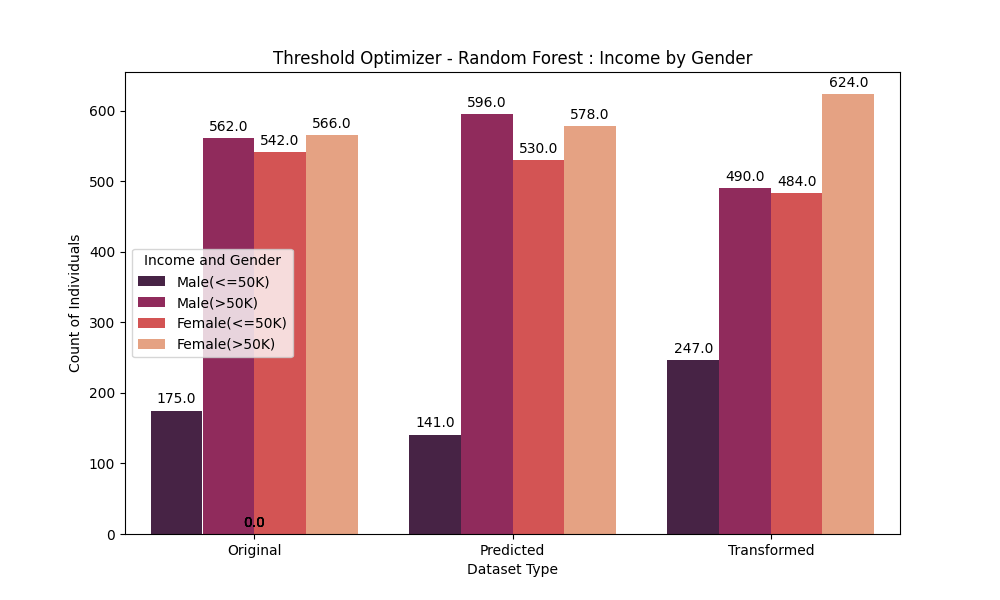 Threshold Optimizer - Random Forest : Income by Gender
624.0
596.0
578.0
562.0
566.0
542.0
530.0
490.0
484.0
247.0
175.0
141.0
0.0
600
500
400
300
200
100
0
Count of Individuals
Income and Gender
Male(<=50K)
Male(>50K)
Female(<=50K)
Female(>50K)
Original
Predicted
Transformed
Dataset Type